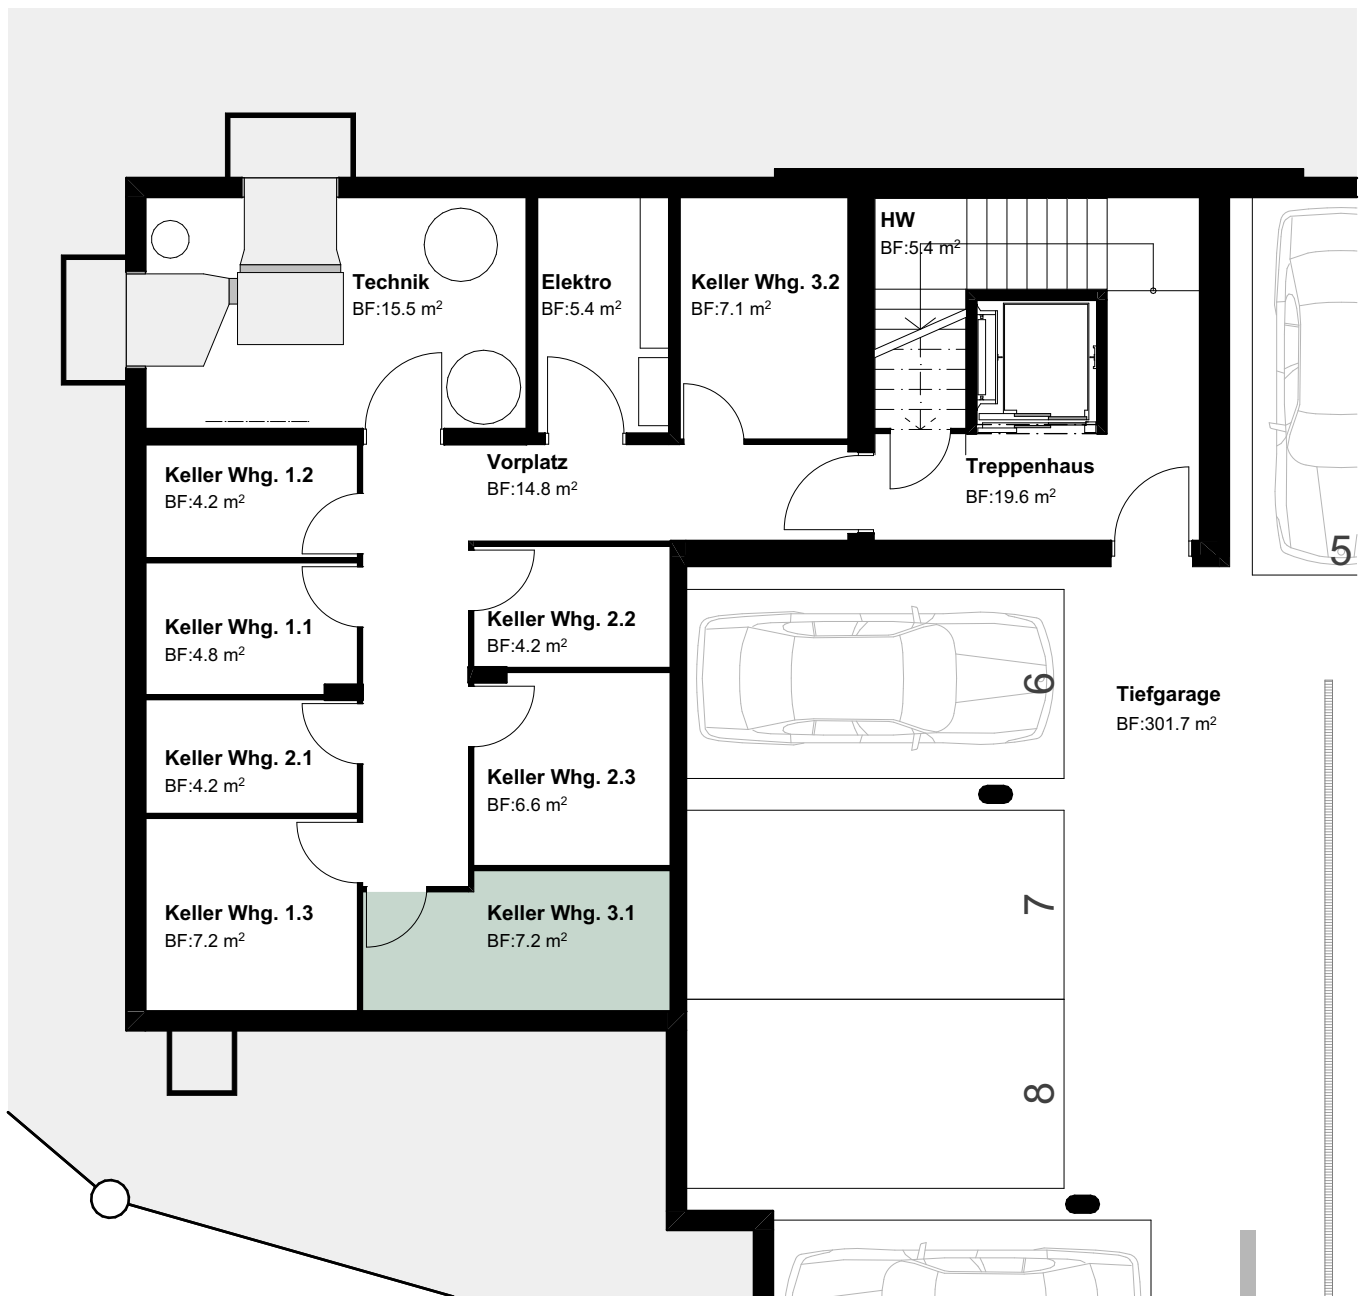 HW
BF:5.4 m²
Technik
BF:15.5 m²
Elektro
BF:5.4 m²
Keller Whg. 3.2
BF:7.1 m²
Keller Whg. 1.2
BF:4.2 m²
Vorplatz
BF:14.8 m²
Treppenhaus
BF:19.6 m²
5
Keller Whg. 1.1
BF:4.8 m²
Keller Whg. 2.2
BF:4.2 m²
6
Tiefgarage
BF:301.7 m²
Keller Whg. 2.1
BF:4.2 m²
Keller Whg. 2.3
BF:6.6 m²
Keller Whg. 1.3
BF:7.2 m²
Keller Whg. 3.1
BF:7.2 m²
7
8